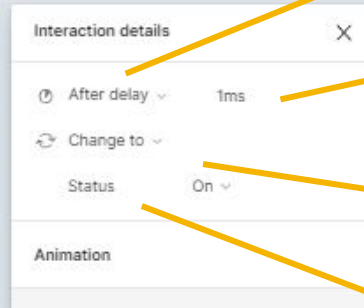 Interaction details
After delay 1ms
Change to
Status On
Animation